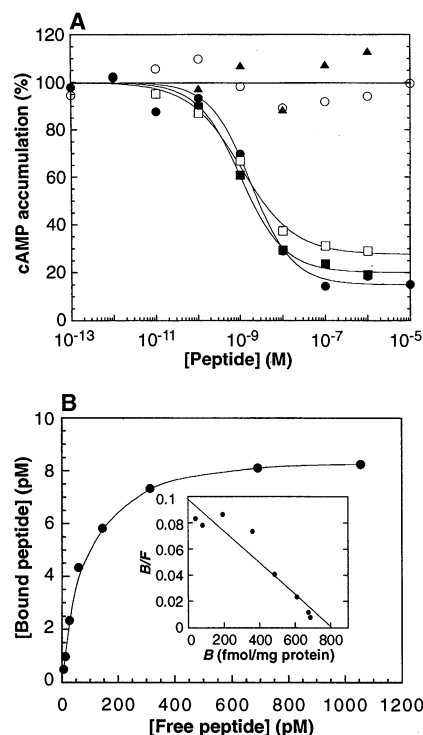 A
120
100
80
60
40
20
0
cAMP accumulation (%)
10-13 10-11 10-9 10-7 10-5
[Peptide] (M)
B
10
8
6
4
2
0
[Bound peptide] (pM)
0.1
0.08
0.06
0.04
0.02
0
B/F
0 200 400 600 800
B (fmol/mg protein)
0 200 400 600 800 1000 1200
[Free peptide] (pM)